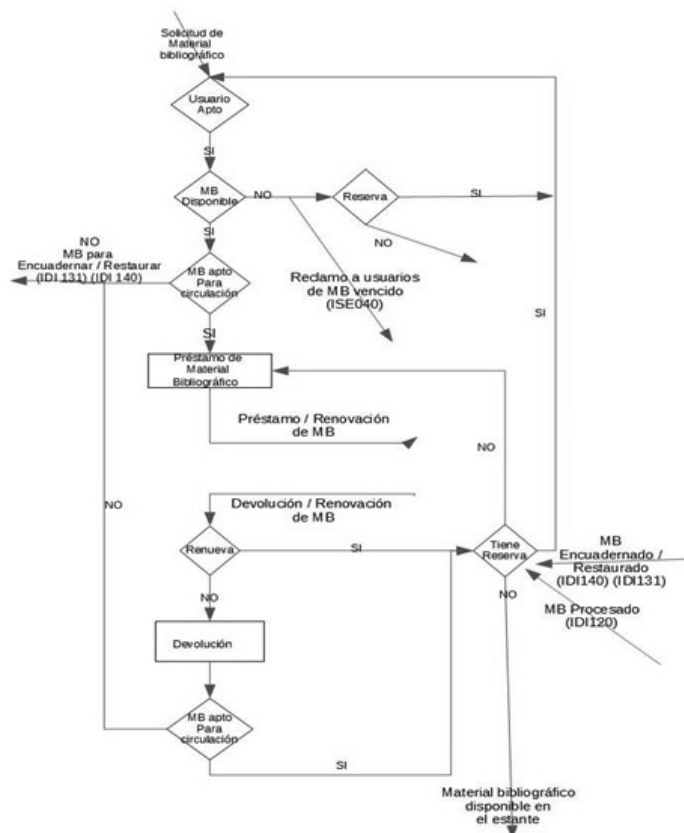 Solicitud de
Material
bibliográfico
Usuario
Apto
SI
MB
Disponible
NO
Reserva
SI
NO
SI
NO
MB para
Encuadernar / Restaurar
(IDI 131) (IDI 140)
MB apto
Para
circulación
Reclamo a usuarios
de MB vencido
(ISE040)
SI
SI
Préstamo de
Material
Bibliográfico
Préstamo / Renovación
de MB
NO
NO
Devolución / Renovación
de MB
Renueva
SI
Tiene
Reserva
MB
Encuadernado /
Restaurado
(IDI140) (IDI131)
NO
NO
MB Procesado
(IDI120)
Devolución
MB apto
Para
circulación
SI
Material bibliográfico
disponible en
el estante